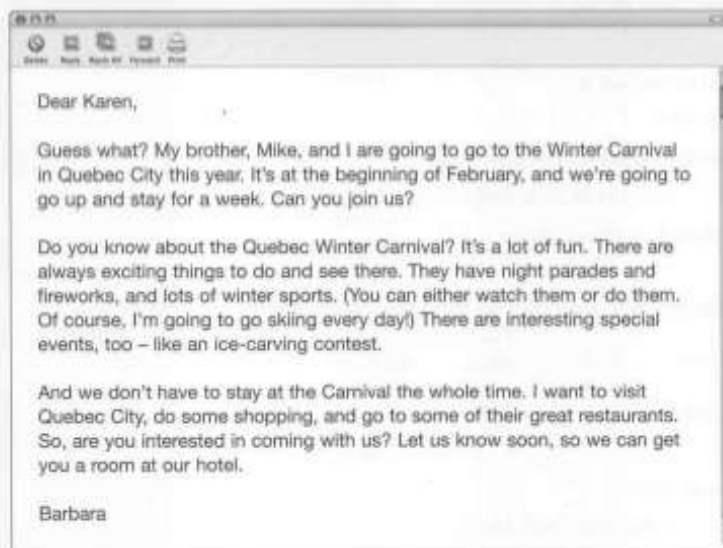 Delete Reply Reply All Forward Print
Dear Karen,
Guess what? My brother, Mike, and I are going to go to the Winter Carnival
in Quebec City this year. It's at the beginning of February, and we're going to
go up and stay for a week. Can you join us?
Do you know about the Quebec Winter Carnival? It's a lot of fun. There are
always exciting things to do and see there. They have night parades and
fireworks, and lots of winter sports. (You can either watch them or do them.
Of course, I'm going to go skiing every day!) There are interesting special
events, too – like an ice-carving contest.
And we don't have to stay at the Carnival the whole time. I want to visit
Quebec City, do some shopping, and go to some of their great restaurants.
So, are you interested in coming with us? Let us know soon, so we can get
you a room at our hotel.
Barbara